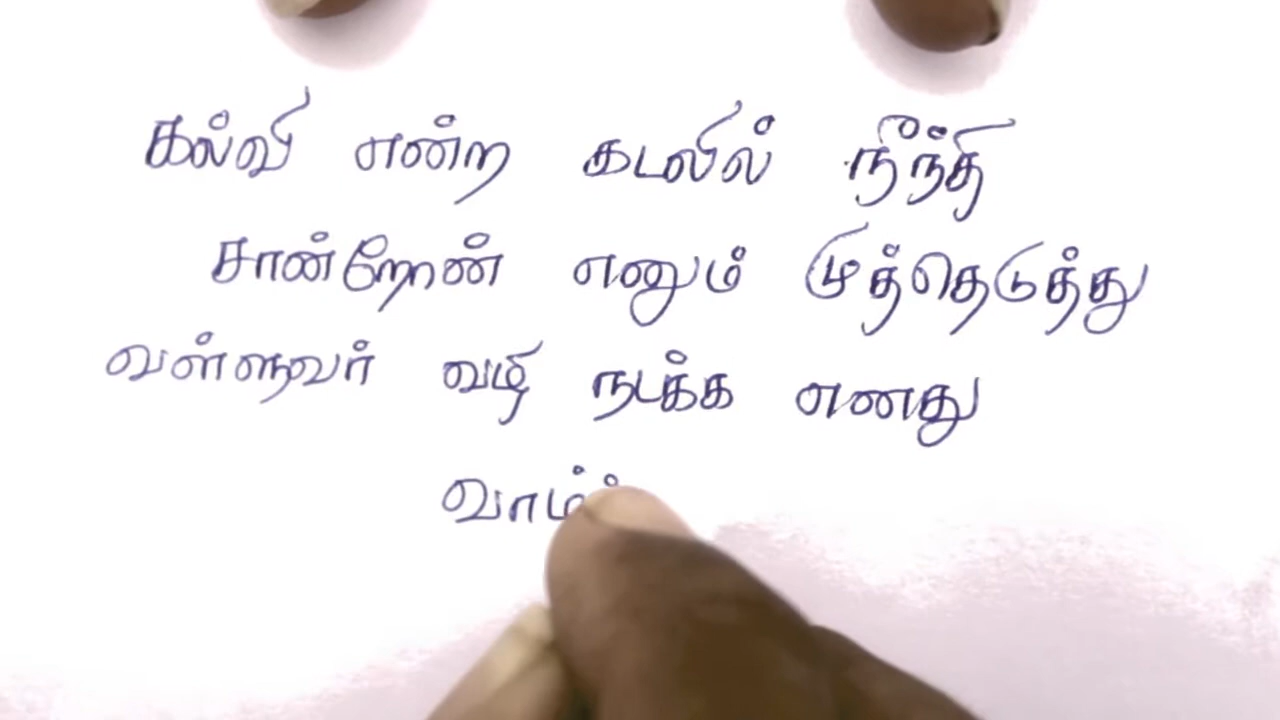 கல்வி என்ற கடலில் நீந்தி
சான்றோன் எனும் முத்தெடுத்து
வள்ளுவர் வழி நடக்க எனது